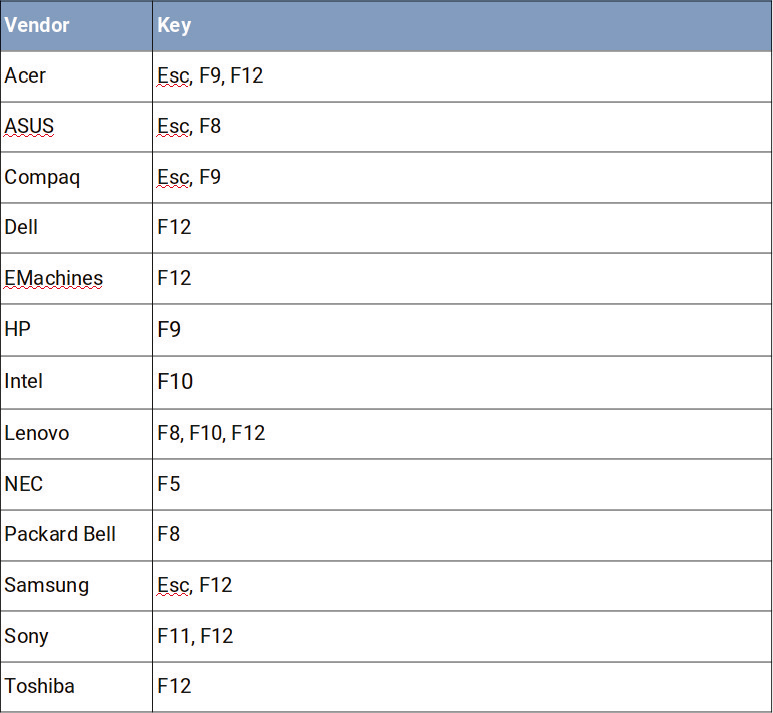 Vendor Key
Acer Esc, F9, F12
ASUS Esc, F8
Compaq Esc, F9
Dell F12
EMachines F12
HP F9
Intel F10
Lenovo F8, F10, F12
NEC F5
Packard Bell F8
Samsung Esc, F12
Sony F11, F12
Toshiba F12